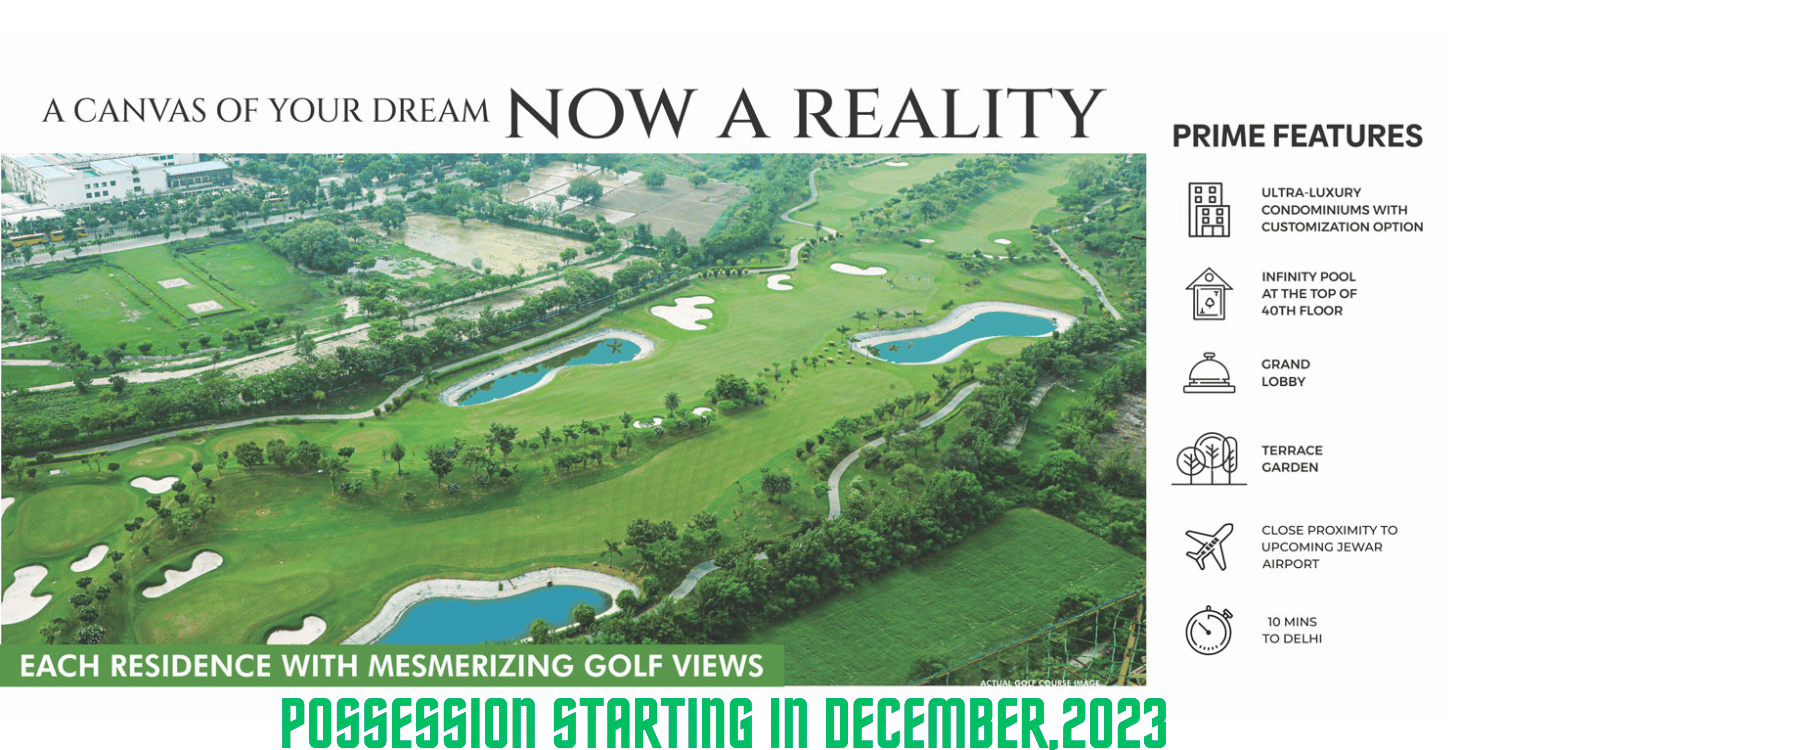 A CANVAS OF YOUR DREAM NOW A REALITY
PRIME FEATURES
ULTRA-LUXURY
CONDOMINIUMS WITH
CUSTOMIZATION OPTION
INFINITY POOL
AT THE TOP OF
40TH FLOOR
GRAND
LOBBY
TERRACE
GARDEN
CLOSE PROXIMITY TO
UPCOMING JEWAR
AIRPORT
10 MINS
TO DELHI
EACH RESIDENCE WITH MESMERIZING GOLF VIEWS
ACTUAL GOLF COURSE IMAGE
POSSESSION STARTING IN DECEMBER,2023